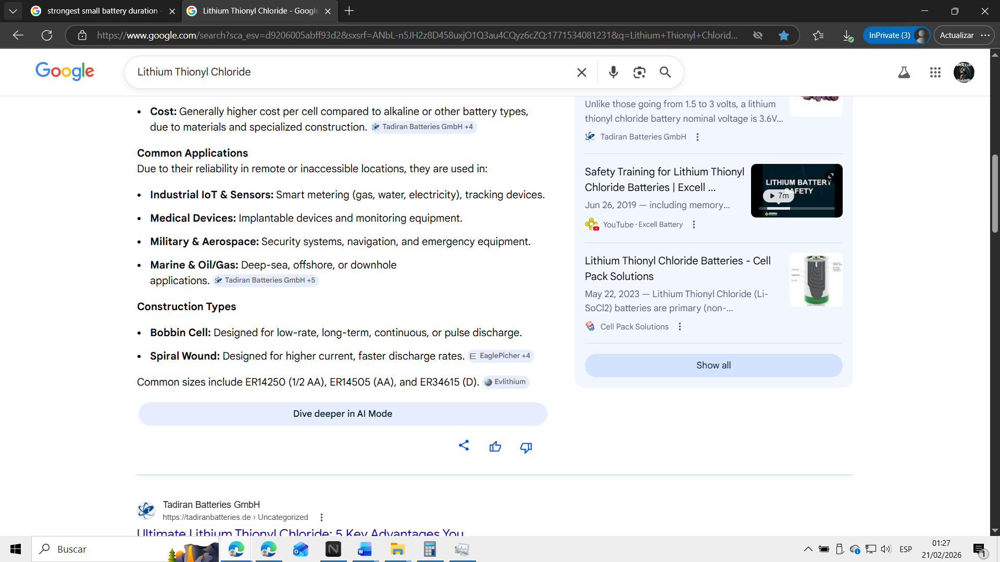 strongest small battery duration -
Lithium Thionyl Chloride - Google
https://www.google.com/search?sca_esv=d9206005abff93d2&sxsrf=ANbL-n5JH2z8D458uxjO1Q3au4CQyz6cZQ:1771534081231&q=Lithium+Thionyl+Chlorid...
InPrivate (3)
Actualizar
Google
Lithium Thionyl Chloride
• Cost: Generally higher cost per cell compared to alkaline or other battery types,
due to materials and specialized construction. Tadiran Batteries GmbH +4
Common Applications
Due to their reliability in remote or inaccessible locations, they are used in:
• Industrial IoT & Sensors: Smart metering (gas, water, electricity), tracking devices.
• Medical Devices: Implantable devices and monitoring equipment.
• Military & Aerospace: Security systems, navigation, and emergency equipment.
• Marine & Oil/Gas: Deep-sea, offshore, or downhole
applications. Tadiran Batteries GmbH +5
Construction Types
• Bobbin Cell: Designed for low-rate, long-term, continuous, or pulse discharge.
• Spiral Wound: Designed for higher current, faster discharge rates. EaglePicher +4
Common sizes include ER14250 (1/2 AA), ER14505 (AA), and ER34615 (D). Evlithium
Dive deeper in AI Mode
Unlike those going from 1.5 to 3 volts, a lithium
thionyl chloride battery nominal voltage is 3.6V...
Tadiran Batteries GmbH
Safety Training for Lithium Thionyl
Chloride Batteries | Excell ...
Jun 26, 2019 — including memory...
YouTube · Excell Battery
LITHIUM BATTERY
SAFETY
7m
Lithium Thionyl Chloride Batteries - Cell
Pack Solutions
May 22, 2023 — Lithium Thionyl Chloride (Li-
SoCl2) batteries are primary (non-...
Cell Pack Solutions
Show all
Tadiran Batteries GmbH
https://tadiranbatteries.de › Uncategorized
Ultimate Lithium Thionyl Chloride: 5 Key Advantages You
Buscar
ESP
01:27
21/02/2026
1